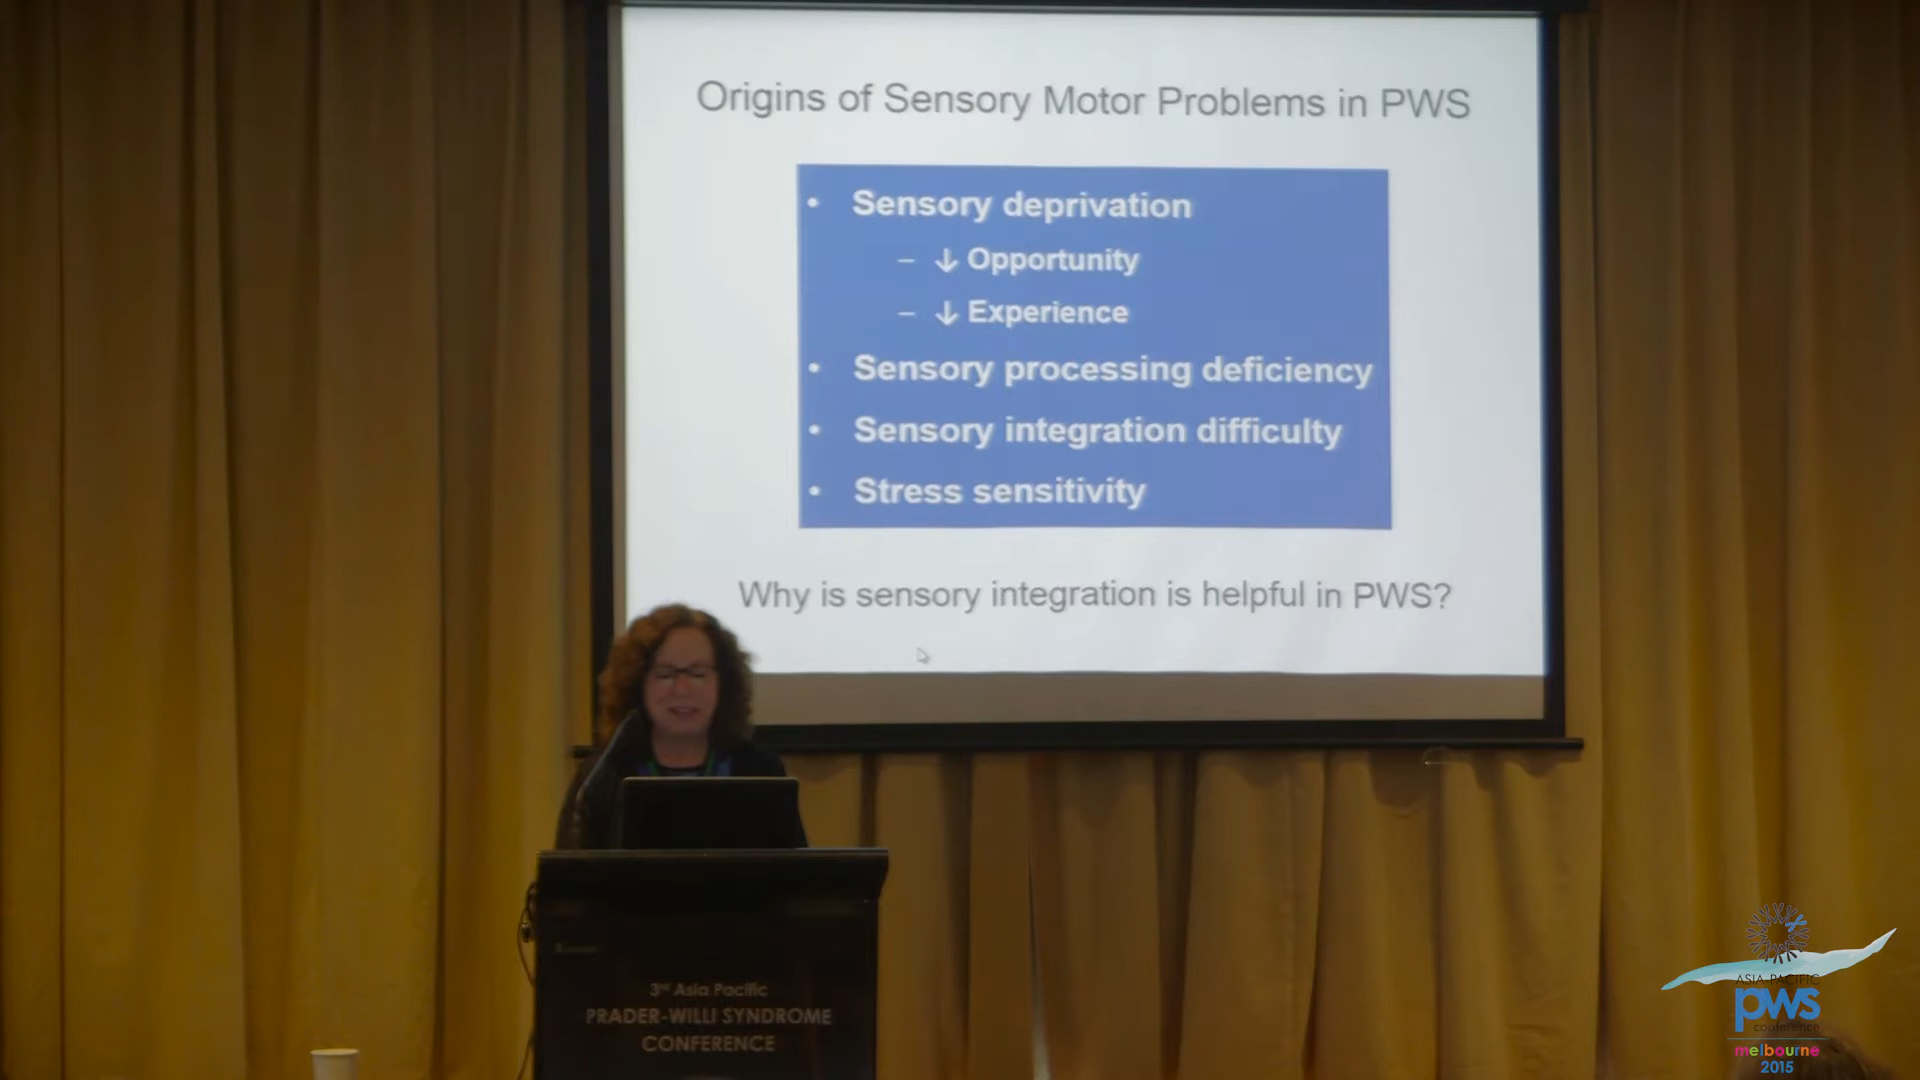 Origins of Sensory Motor Problems in PWS
• Sensory deprivation
– ↓ Opportunity
– ↓ Experience
• Sensory processing deficiency
• Sensory integration difficulty
• Stress sensitivity
Why is sensory integration is helpful in PWS?
3rd Asia Pacific
PRADER-WILLI SYNDROME
CONFERENCE
ASIA-PACIFIC
pws
conference
melbourne
2015